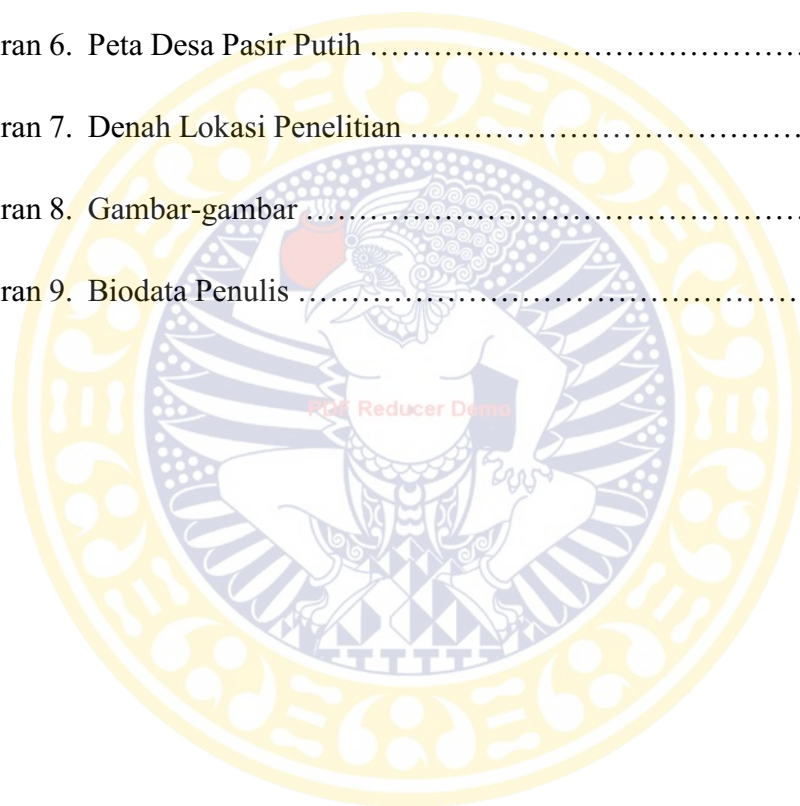 ran 6. Peta Desa Pasir Putih ……………………………………
ran 7. Denah Lokasi Penelitian …………………………………
ran 8. Gambar-gambar ……………………………………………
ran 9. Biodata Penulis ……………………………………………
PDF Reducer Demo